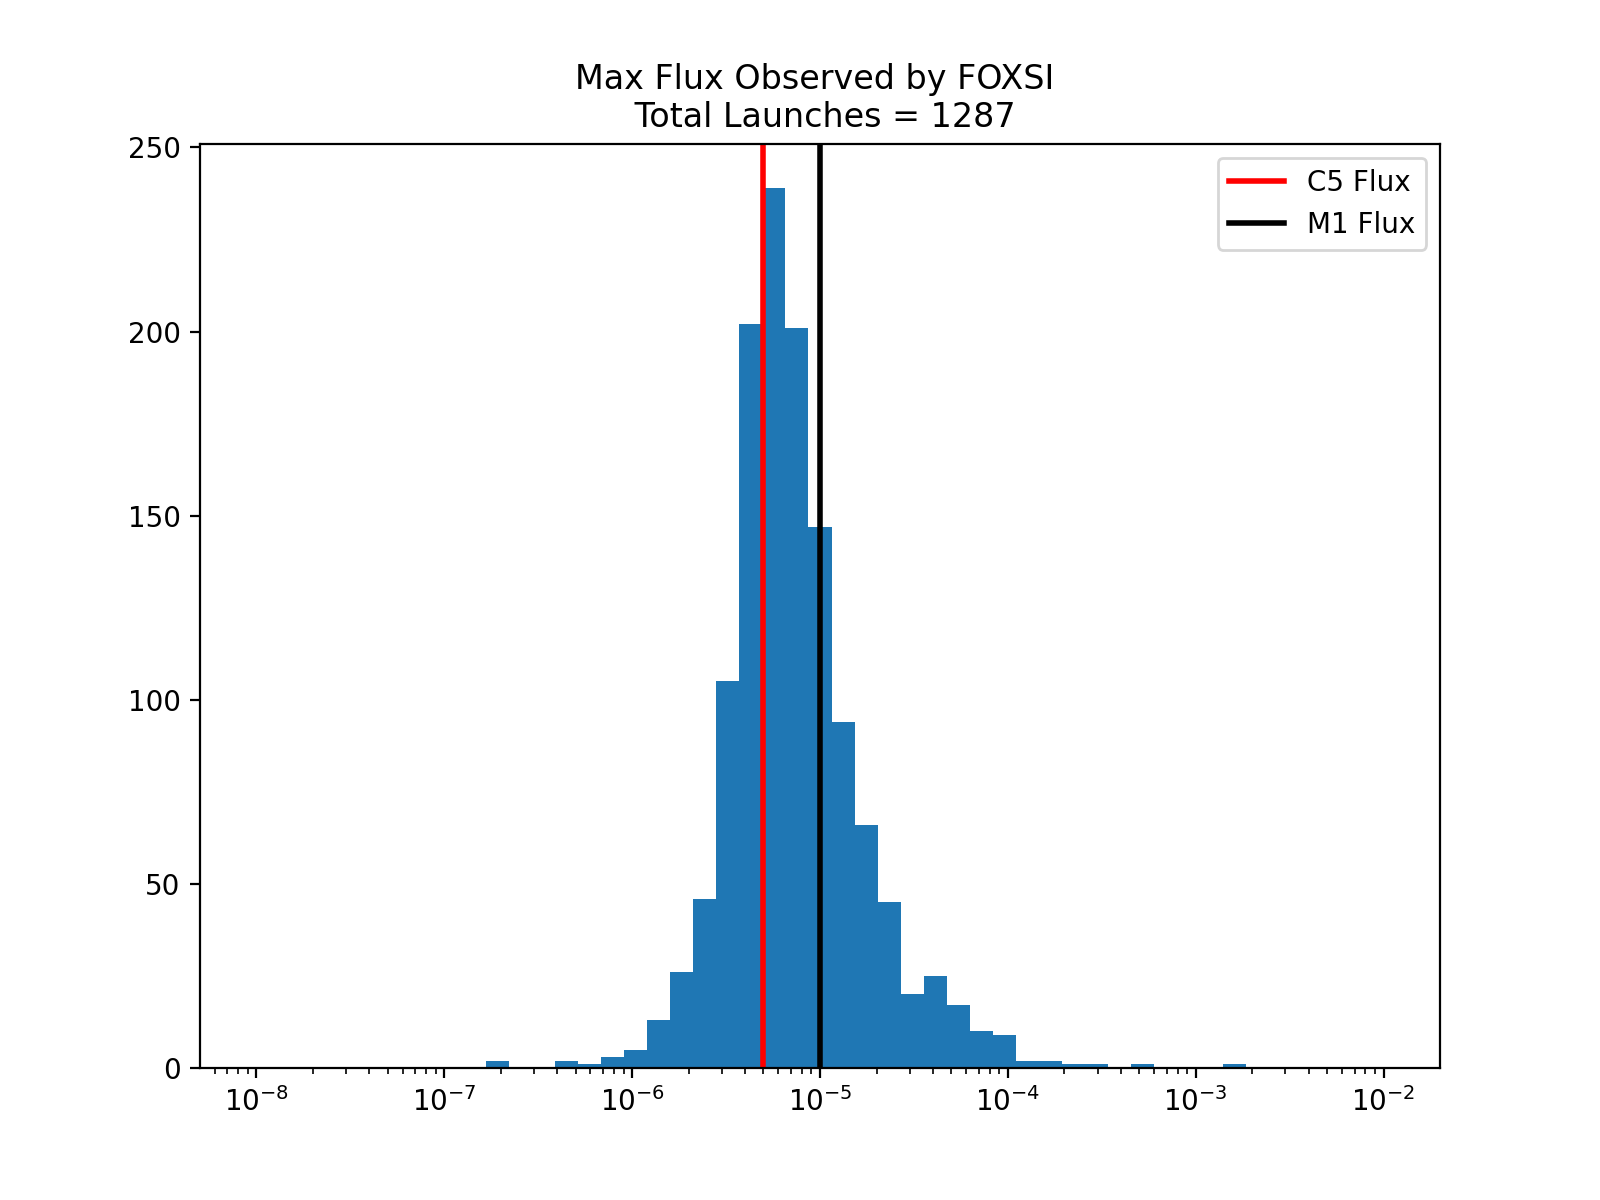 Max Flux Observed by FOXSI
Total Launches = 1287
C5 Flux
M1 Flux
250
200
150
100
50
0
10⁻⁸ 10⁻⁷ 10⁻⁶ 10⁻⁵ 10⁻⁴ 10⁻³ 10⁻²